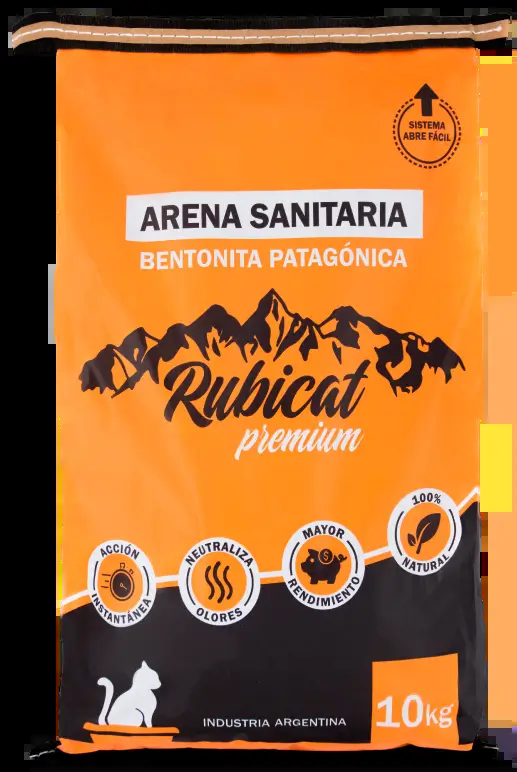 SISTEMA
ABRE FÁCIL
ARENA SANITARIA
BENTONITA PATAGÓNICA
Rubicat
premium
ACCIÓN
INSTANTÁNEA
NEUTRALIZA
OLORES
MAYOR
$
RENDIMIENTO
100%
NATURAL
INDUSTRIA ARGENTINA
10kg